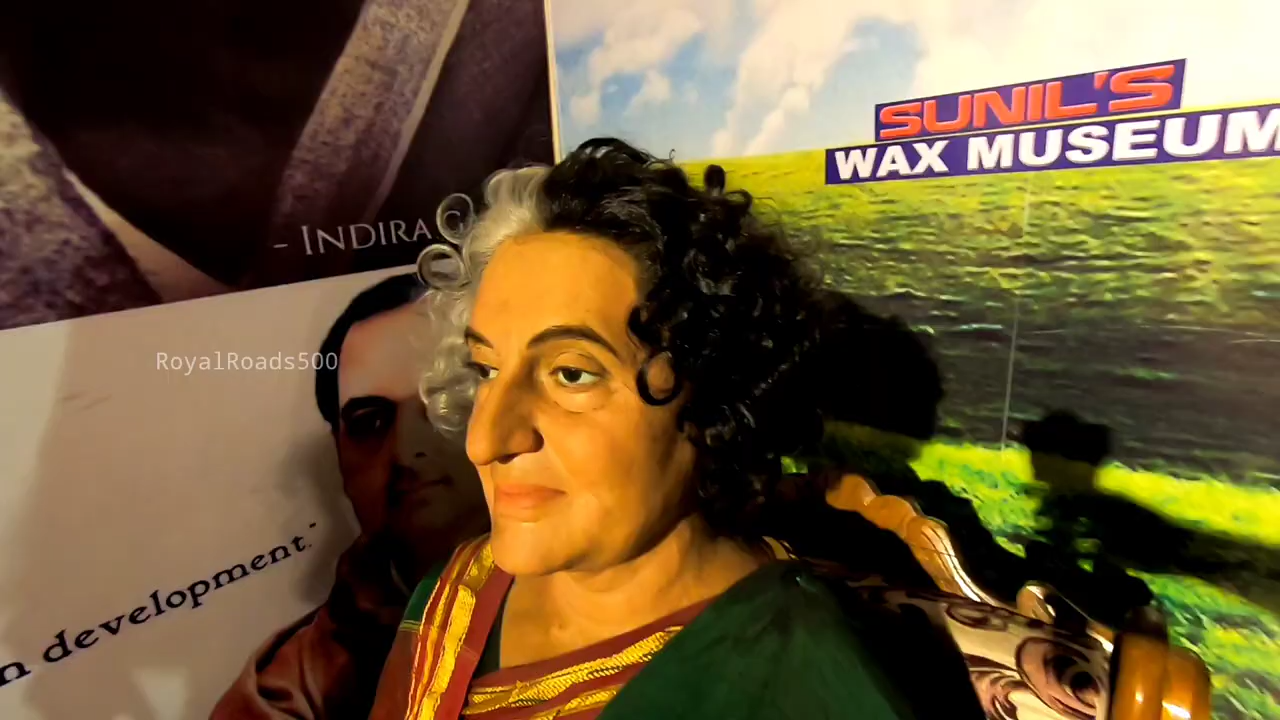 SUNIL'S
WAX MUSEUM
- INDIRA G
RoyalRoads500
n development."